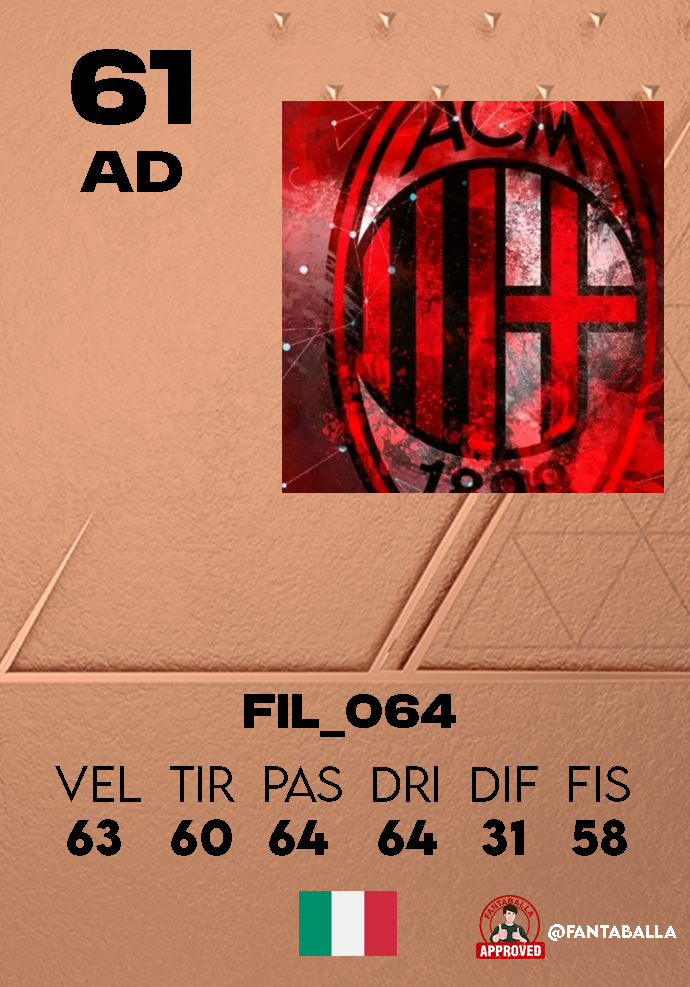 61
AD
ACM
1899
FIL_064
VEL TIR PAS DRI DIF FIS
63 60 64 64 31 58
FANTABALLA
APPROVED
@FANTABALLA